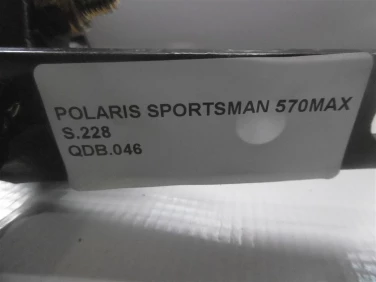 POLARIS SPORTSMAN 570MAX
S.228
QDB.046